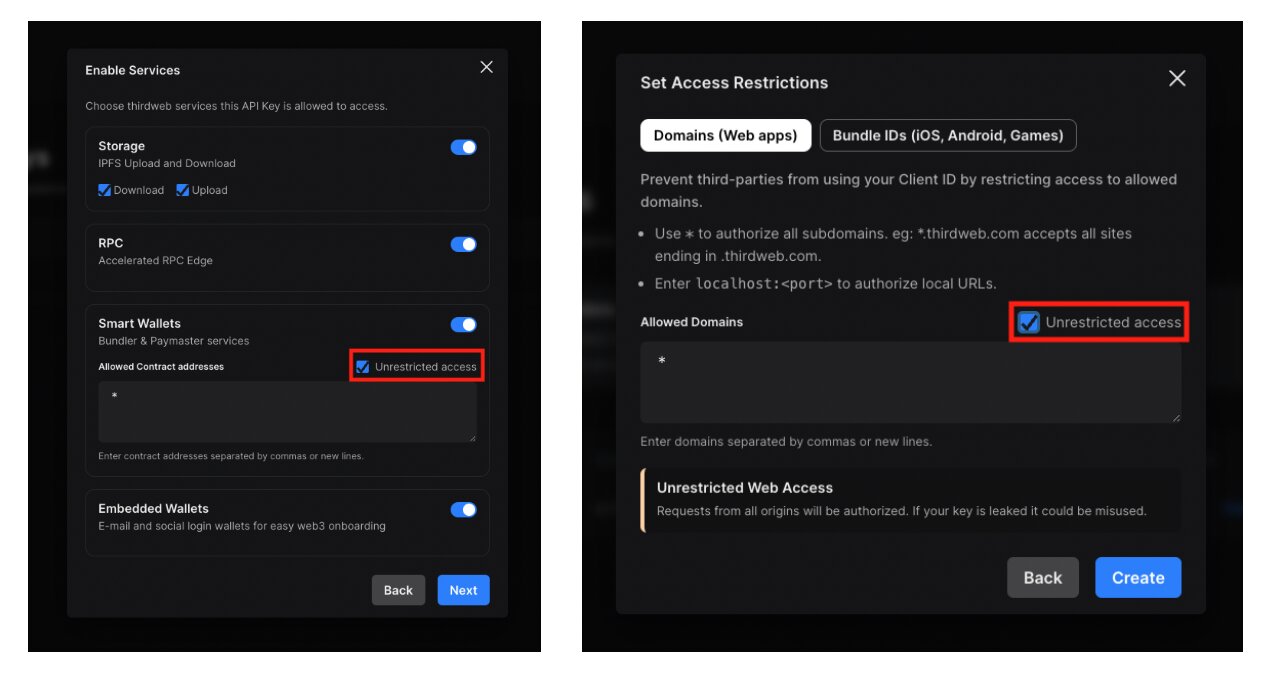 Enable Services
Choose thirdweb services this API Key is allowed to access.
Storage
IPFS Upload and Download
Download Upload
RPC
Accelerated RPC Edge
Smart Wallets
Bundler & Paymaster services
Allowed Contract addresses Unrestricted access
*
Enter contract addresses separated by commas or new lines.
Embedded Wallets
E-mail and social login wallets for easy web3 onboarding
Back Next
Set Access Restrictions
Domains (Web apps) Bundle IDs (iOS, Android, Games)
Prevent third-parties from using your Client ID by restricting access to allowed
domains.
• Use * to authorize all subdomains. eg: *.thirdweb.com accepts all sites
ending in .thirdweb.com.
• Enter localhost:<port> to authorize local URLs.
Allowed Domains Unrestricted access
*
Enter domains separated by commas or new lines.
Unrestricted Web Access
Requests from all origins will be authorized. If your key is leaked it could be misused.
Back Create